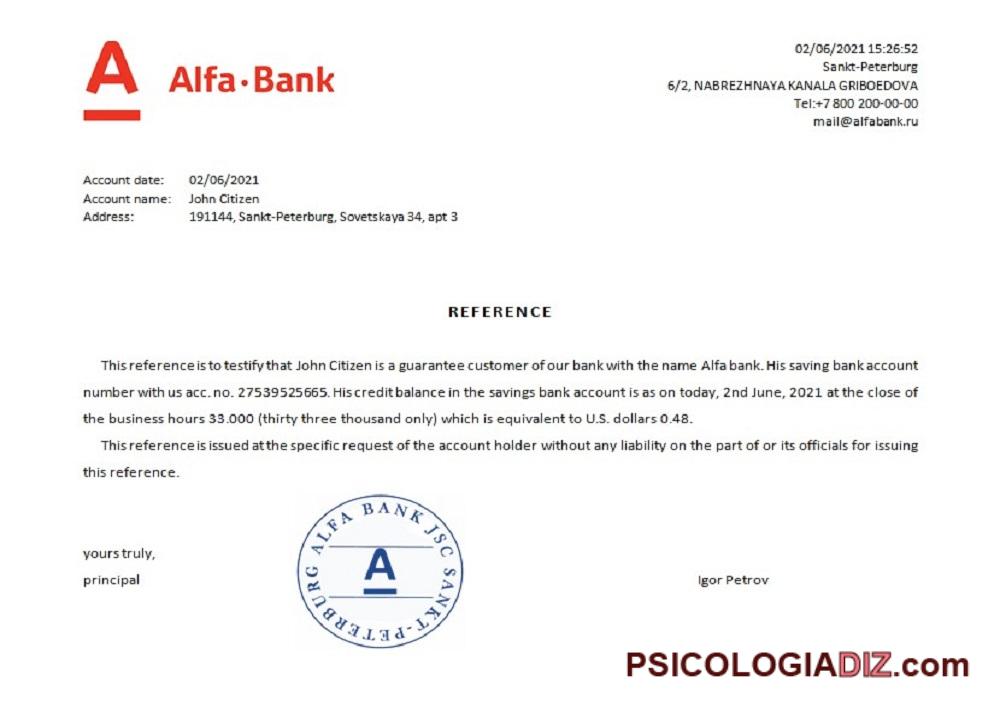 A Alfa·Bank
02/06/2021 15:26:52
Sankt-Peterburg
6/2, NABREZHNAYA KANALA GRIBOEDOVA
Tel:+7 800 200-00-00
mail@alfabank.ru
Account date: 02/06/2021
Account name: John Citizen
Address: 191144, Sankt-Peterburg, Sovetskaya 34, apt 3
REFERENCE
This reference is to testify that John Citizen is a guarantee customer of our bank with the name Alfa bank. His saving bank account
number with us acc. no. 27539525665. His credit balance in the savings bank account is as on today, 2nd June, 2021 at the close of
the business hours 33.000 (thirty three thousand only) which is equivalent to U.S. dollars 0.48.
This reference is issued at the specific request of the account holder without any liability on the part of or its officials for issuing
this reference.
yours truly,
principal
ALFA BANK JSC SANKT-PETERBURG
A
Igor Petrov
PSICOLOGIADIZ.com